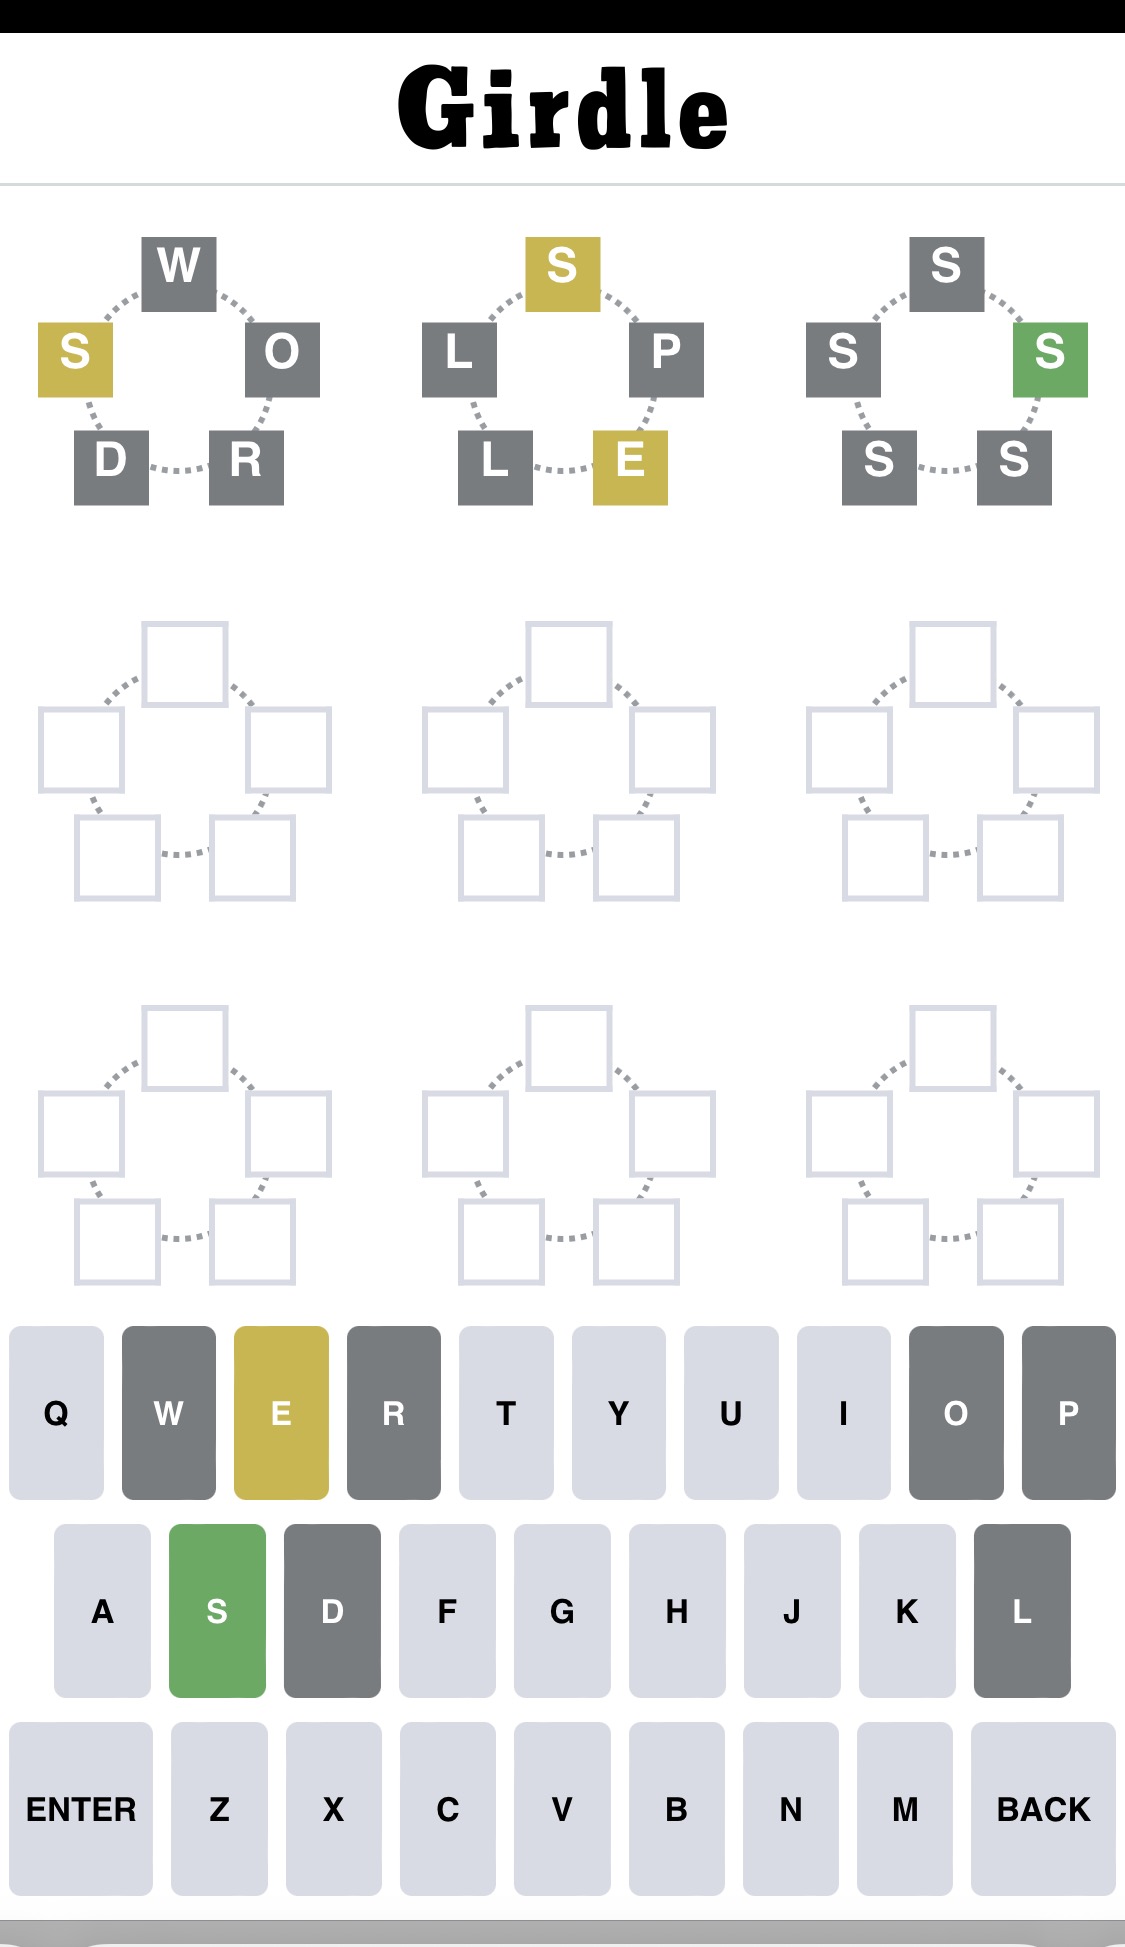 Girdle
W S S
S O L P S S
D R L E S S
Q W E R T Y U I O P
A S D F G H J K L
ENTER Z X C V B N M BACK